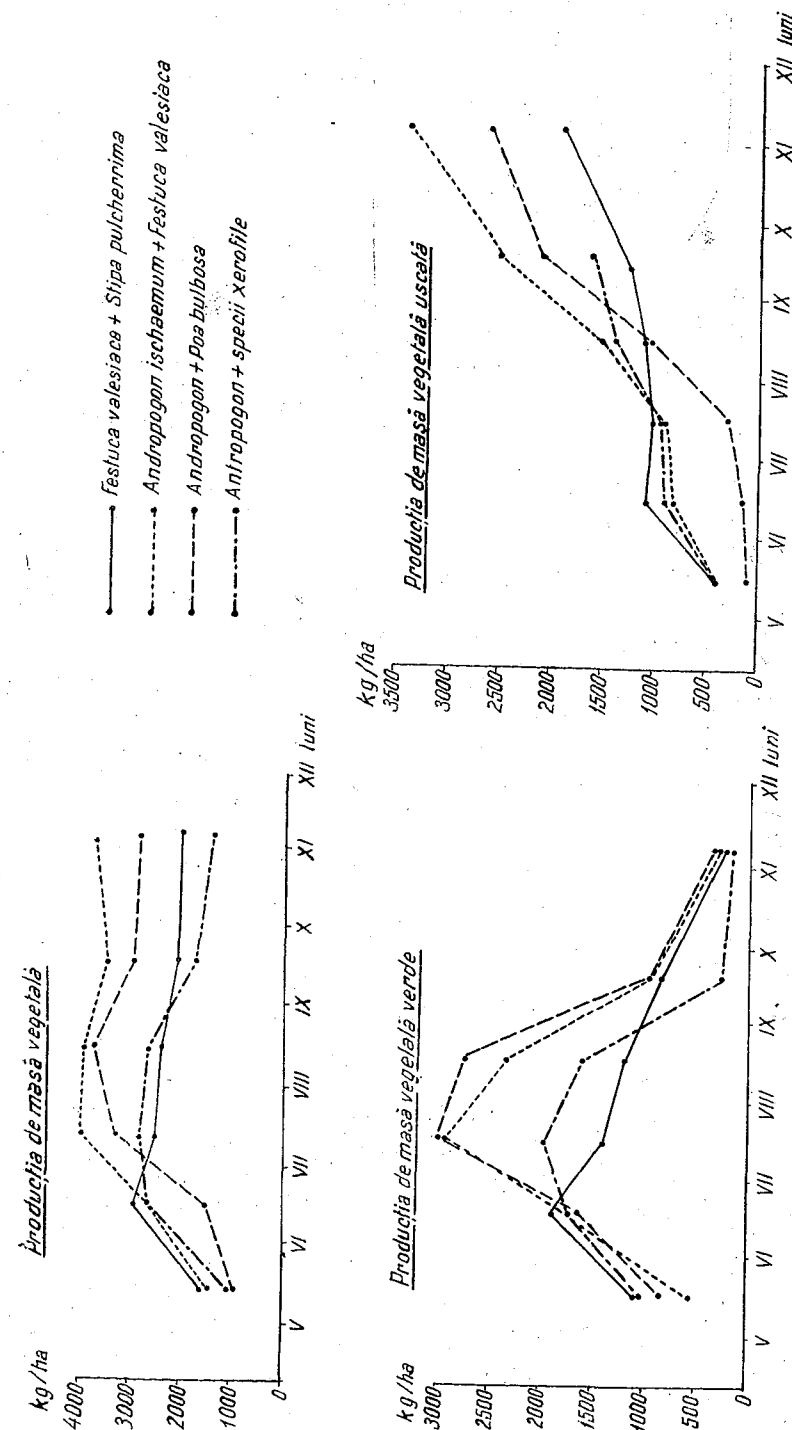 Producția de masă vegetală
kg/ha
4000
3000
2000
1000
0
V
VI
VII
VIII
IX
X
XI
XII luni
Festuca valesiaca + Stipa pulcherrima
Andropogon ischaemum + Festuca valesiaca
Andropogon + Poa bulbosa
Antropogon + specii xerofile
Producția de masă vegetală verde
kg/ha
3000
2500
2000
1500
1000
500
0
V
VI
VIII
VIII
IX
X
XI
XII luni
Producția de masă vegetală uscată
kg/ha
3500
3000
2500
2000
1500
1000
500
0
V
VI
VII
VIII
IX
X
XI
XII luni